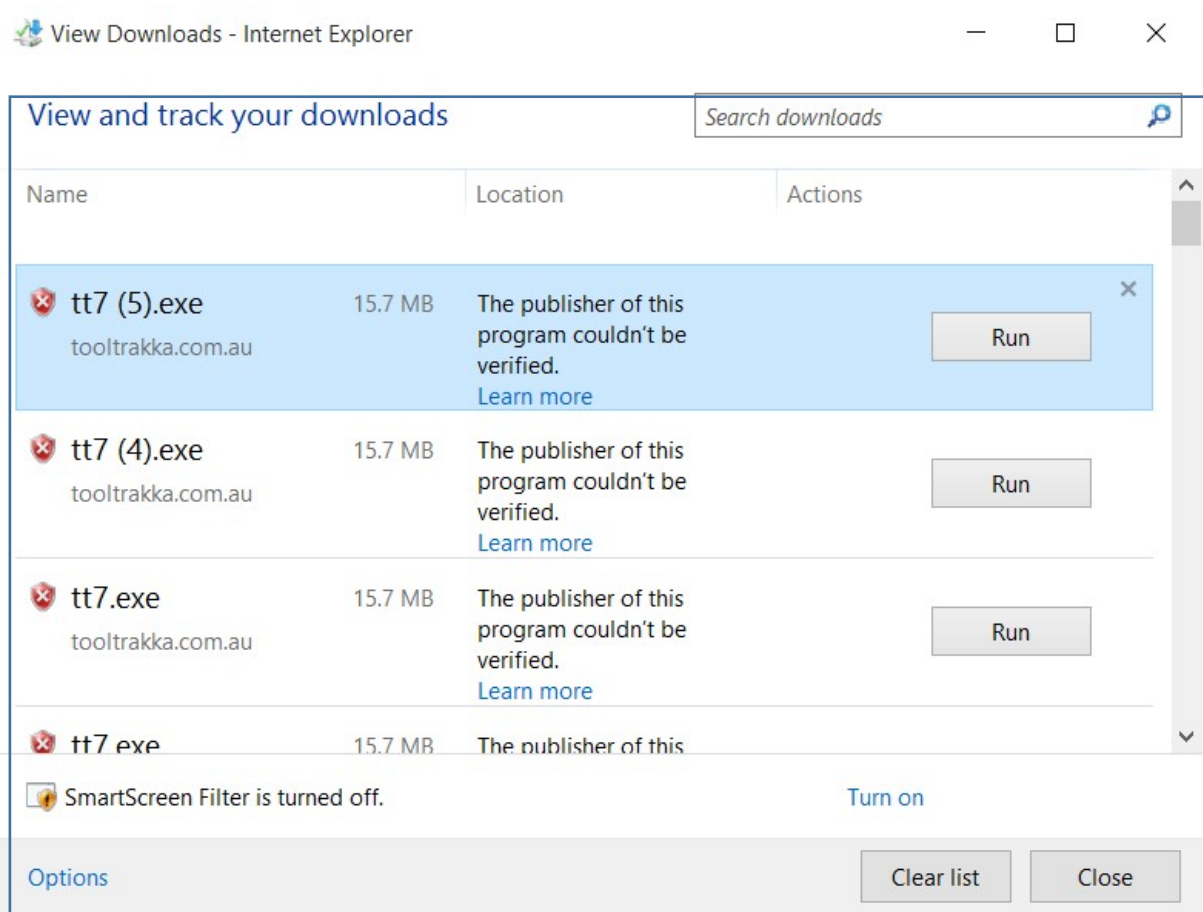 View Downloads - Internet Explorer
View and track your downloads
Search downloads
Name Location Actions
tt7 (5).exe 15.7 MB The publisher of this
program couldn't be
verified.
Learn more
tooltrakka.com.au
Run
tt7 (4).exe 15.7 MB The publisher of this
program couldn't be
verified.
Learn more
tooltrakka.com.au
Run
tt7.exe 15.7 MB The publisher of this
program couldn't be
verified.
Learn more
tooltrakka.com.au
Run
tt7.exe 15.7 MB The publisher of this
SmartScreen Filter is turned off. Turn on
Options Clear list Close